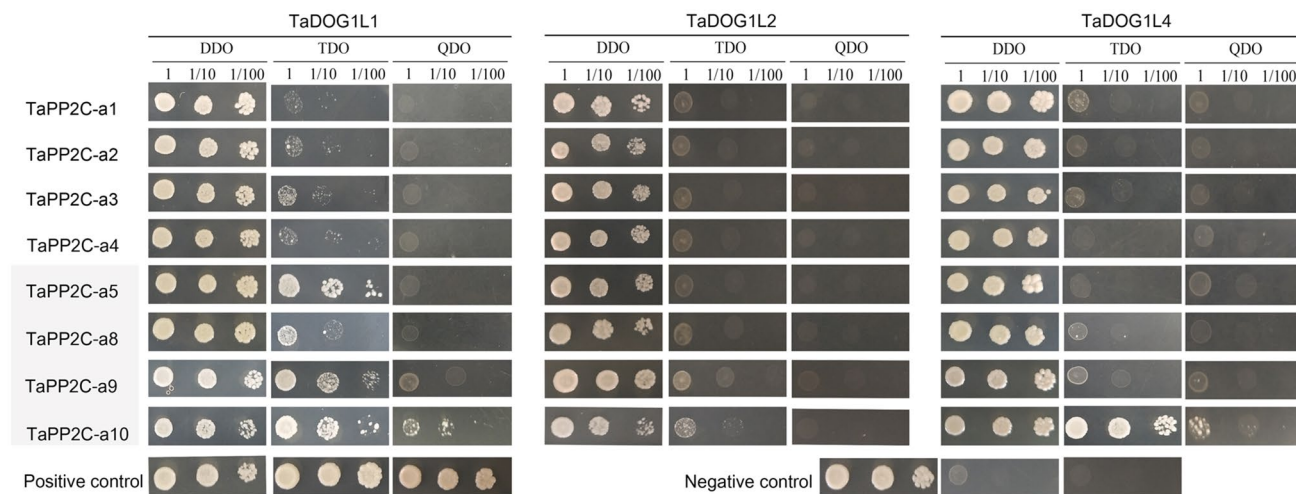 TaDOG1L1 TaDOG1L2 TaDOG1L4
DDO TDO QDO DDO TDO QDO DDO TDO QDO
1 1/10 1/100 1 1/10 1/100 1 1/10 1/100 1 1/10 1/100 1 1/10 1/100 1 1/10 1/100 1 1/10 1/100 1 1/10 1/100 1 1/10 1/100
TaPP2C-a1
TaPP2C-a2
TaPP2C-a3
TaPP2C-a4
TaPP2C-a5
TaPP2C-a8
TaPP2C-a9
TaPP2C-a10
Positive control Negative control